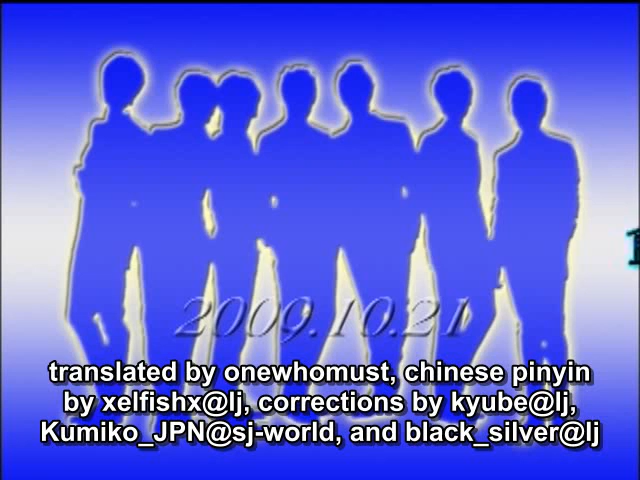 2009.10.21
translated by onewhomust, chinese pinyin
by xelfishx@lj, corrections by kyube@lj,
Kumiko_JPN@sj-world, and black_silver@lj